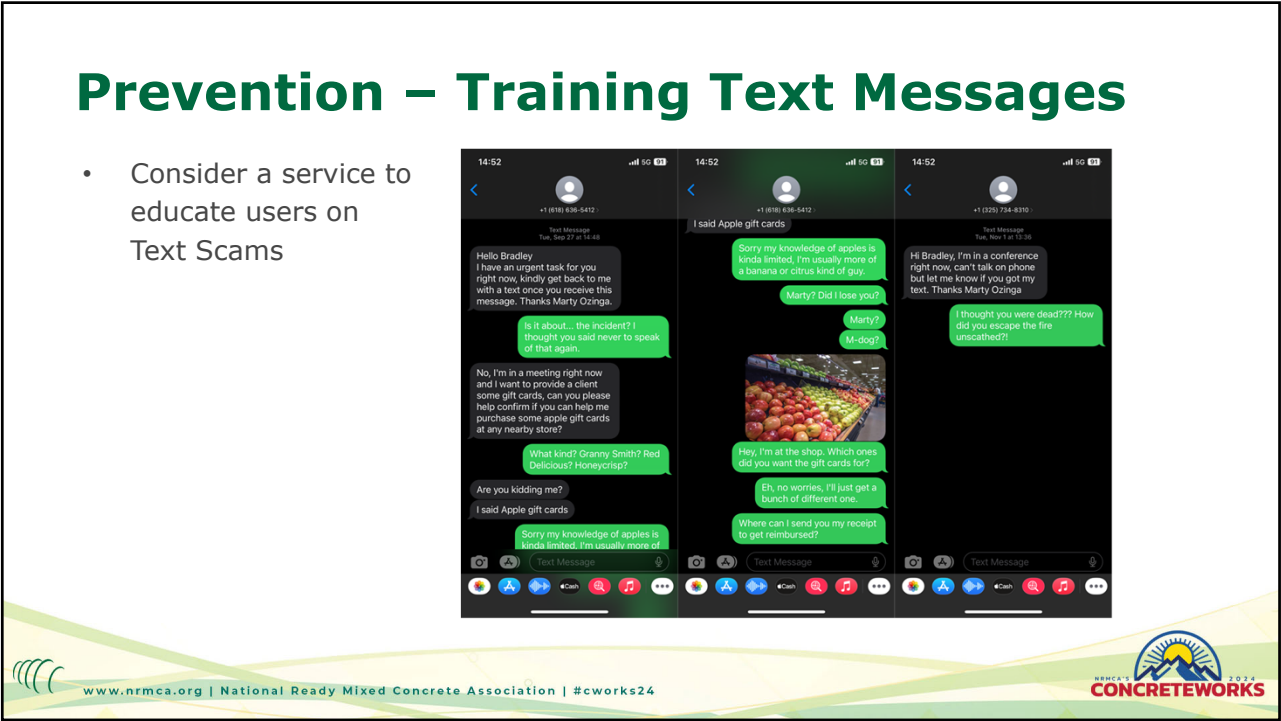 Prevention – Training Text Messages
• Consider a service to
educate users on
Text Scams
14:52
5G 91
+1 (618) 636-5412
Text Message
Tue, Sep 27 at 14:48
Hello Bradley
I have an urgent task for you
right now, kindly get back to me
with a text once you receive this
message. Thanks Marty Ozinga.
Is it about... the incident? I
thought you said never to speak
of that again.
No, I'm in a meeting right now
and I want to provide a client
some gift cards, can you please
help confirm if you can help me
purchase some apple gift cards
at any nearby store?
What kind? Granny Smith? Red
Delicious? Honeycrisp?
Are you kidding me?
I said Apple gift cards
Sorry my knowledge of apples is
kinda limited, I'm usually more of
Text Message
Cash
14:52
5G 91
+1 (618) 636-5412
I said Apple gift cards
Sorry my knowledge of apples is
kinda limited, I'm usually more of
a banana or citrus kind of guy.
Marty? Did I lose you?
Marty?
M-dog?
Hey, I'm at the shop. Which ones
did you want the gift cards for?
Eh, no worries, I'll just get a
bunch of different one.
Where can I send you my receipt
to get reimbursed?
Text Message
Cash
14:52
5G 91
+1 (325) 734-8310
Text Message
Tue, Nov 1 at 13:36
Hi Bradley, I'm in a conference
right now, can't talk on phone
but let me know if you got my
text. Thanks Marty Ozinga
I thought you were dead??? How
did you escape the fire
unscathed?!
Text Message
Cash
www.nrmca.org | National Ready Mixed Concrete Association | #cworks24
NRMCA'S 2024
CONCRETEWORKS